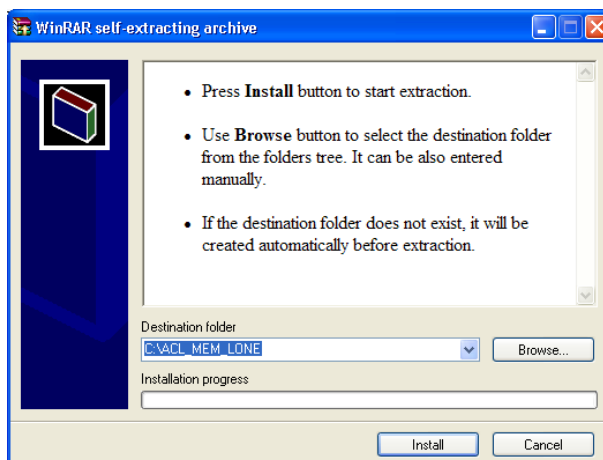 WinRAR self-extracting archive
• Press Install button to start extraction.
• Use Browse button to select the destination folder
from the folders tree. It can be also entered
manually.
• If the destination folder does not exist, it will be
created automatically before extraction.
Destination folder
C:\ACL_MEM_LONE
Browse...
Installation progress
Install
Cancel